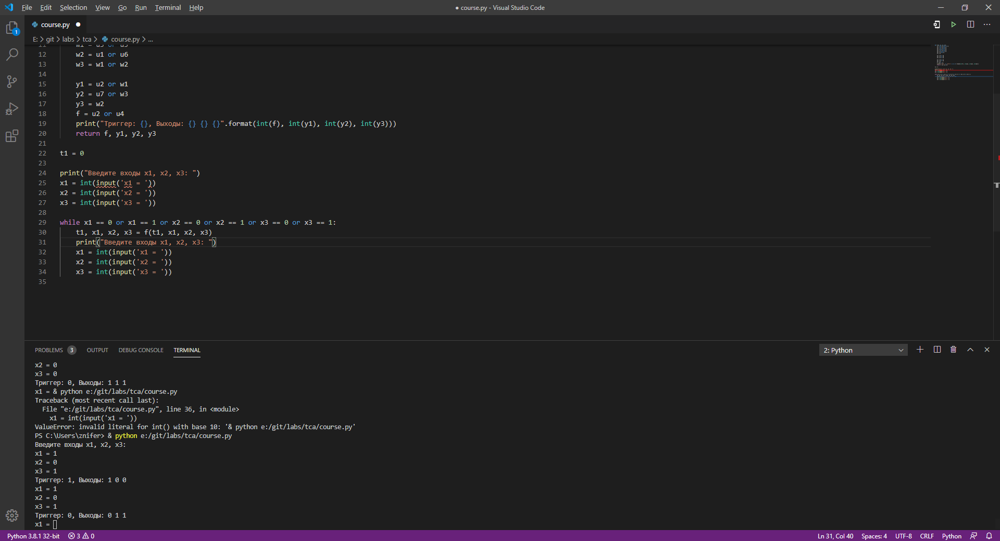 File Edit Selection View Go Run Terminal Help
● course.py - Visual Studio Code
course.py ●
1
E: > git > labs > tca > course.py > ...
11 w1 = u3 or u5
12 w2 = u1 or u6
13 w3 = w1 or w2
14
15 y1 = u2 or w1
16 y2 = u7 or w3
17 y3 = w2
18 f = u2 or u4
19 print("Триггер: {}, Выходы: {} {} {}".format(int(f), int(y1), int(y2), int(y3)))
20 return f, y1, y2, y3
21
22 t1 = 0
23
24 print("Введите входы x1, x2, x3: ")
25 x1 = int(input('x1 = '))
26 x2 = int(input('x2 = '))
27 x3 = int(input('x3 = '))
28
29 while x1 == 0 or x1 == 1 or x2 == 0 or x2 == 1 or x3 == 0 or x3 == 1:
30 t1, x1, x2, x3 = f(t1, x1, x2, x3)
31 print("Введите входы x1, x2, x3: ")
32 x1 = int(input('x1 = '))
33 x2 = int(input('x2 = '))
34 x3 = int(input('x3 = '))
35
PROBLEMS 3 OUTPUT DEBUG CONSOLE TERMINAL
2: Python
x2 = 0
x3 = 0
Триггер: 0, Выходы: 1 1 1
x1 = & python e:/git/labs/tca/course.py
Traceback (most recent call last):
File "e:/git/labs/tca/course.py", line 36, in <module>
x1 = int(input('x1 = '))
ValueError: invalid literal for int() with base 10: '& python e:/git/labs/tca/course.py'
PS C:\Users\znifer> & python e:/git/labs/tca/course.py
Введите входы x1, x2, x3:
x1 = 1
x2 = 0
x3 = 1
Триггер: 1, Выходы: 1 0 0
x1 = 1
x2 = 0
x3 = 1
Триггер: 0, Выходы: 0 1 1
x1 =
Python 3.8.1 32-bit 3 0
Ln 31, Col 40 Spaces: 4 UTF-8 CRLF Python